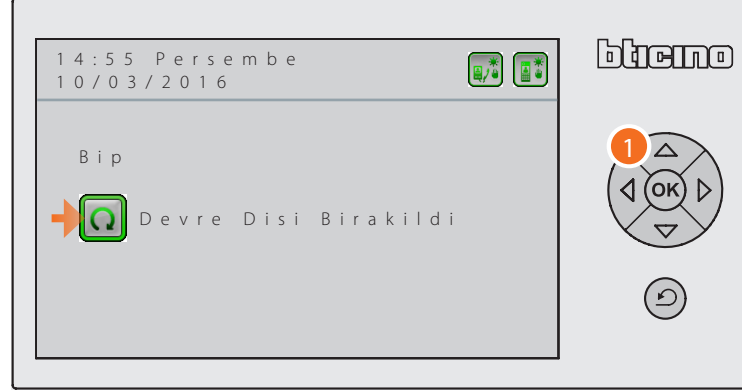 14:55 Persembe
10/03/2016
bticino
1
OK
Bip
Devre Disi Birakildi